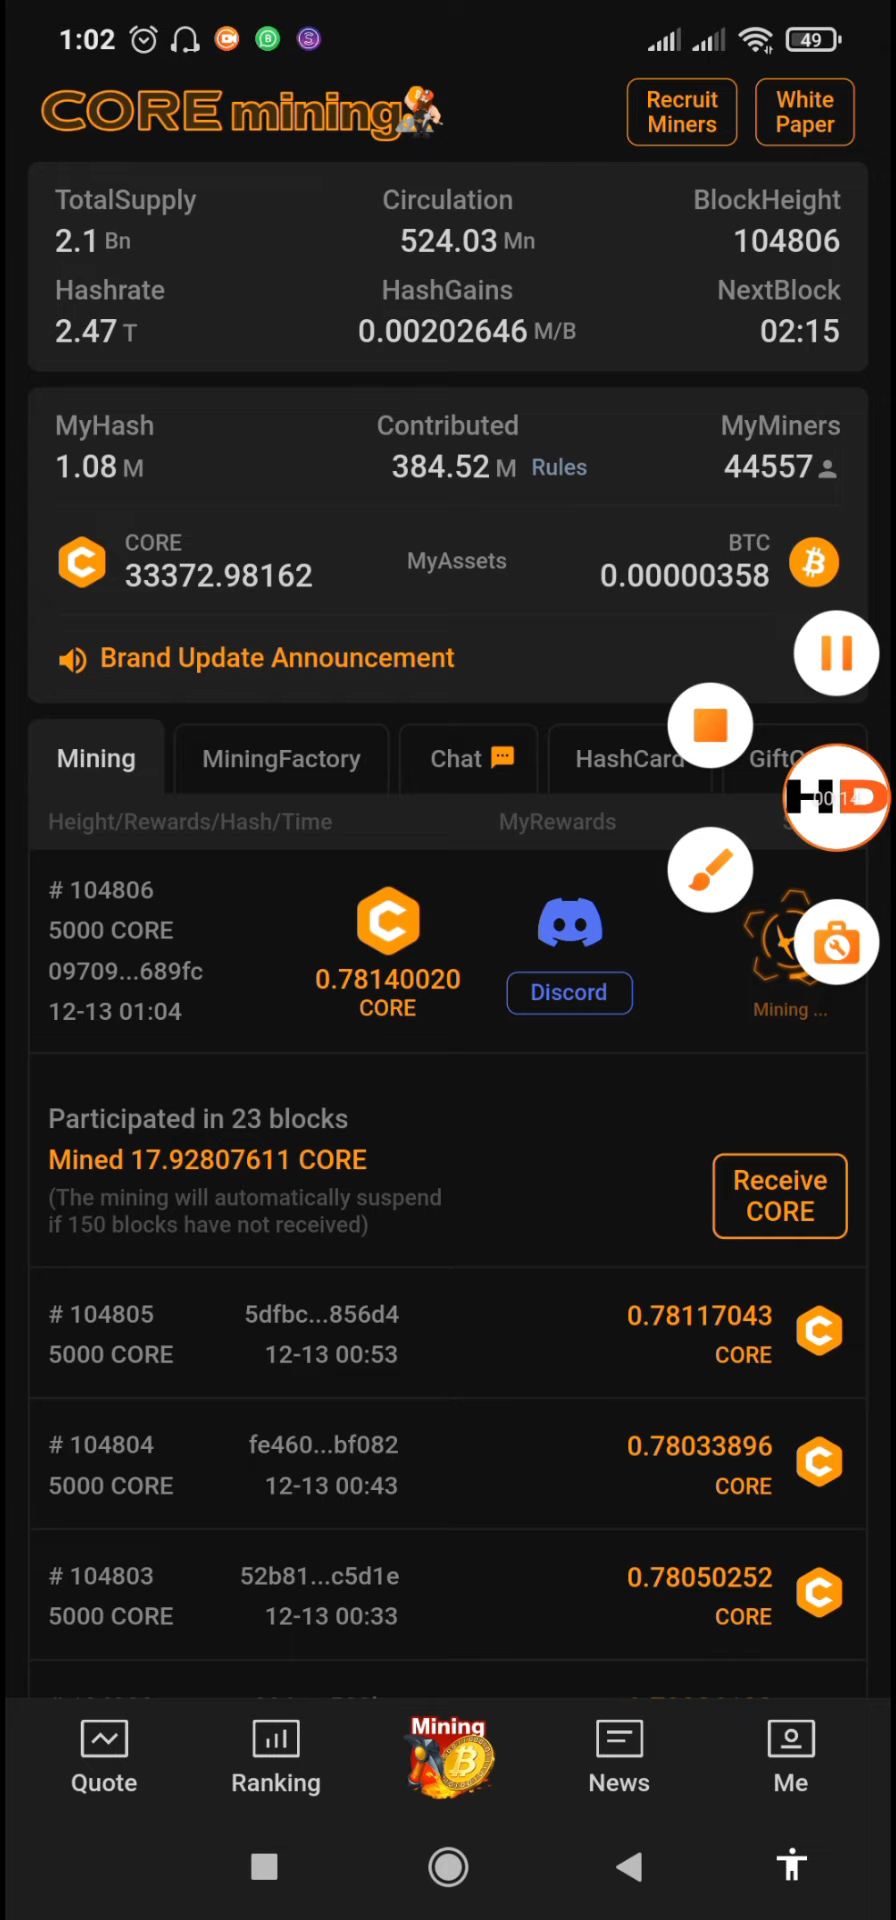 1:02 49
CORE mining
Recruit Miners
White Paper
TotalSupply Circulation BlockHeight
2.1 Bn 524.03 Mn 104806
Hashrate HashGains NextBlock
2.47 T 0.00202646 M/B 02:15
MyHash Contributed MyMiners
1.08 M 384.52 M Rules 44557
CORE BTC
33372.98162 MyAssets 0.00000358
Brand Update Announcement
Mining MiningFactory Chat HashCard
HD
00:14
Height/Rewards/Hash/Time MyRewards
# 104806
5000 CORE
09709...689fc
12-13 01:04
0.78140020
CORE
Discord
Mining ...
Participated in 23 blocks
Mined 17.92807611 CORE
(The mining will automatically suspend
if 150 blocks have not received)
Receive
CORE
# 104805 5dfbc...856d4 0.78117043
5000 CORE 12-13 00:53 CORE
# 104804 fe460...bf082 0.78033896
5000 CORE 12-13 00:43 CORE
# 104803 52b81...c5d1e 0.78050252
5000 CORE 12-13 00:33 CORE
Mining
Quote Ranking News Me